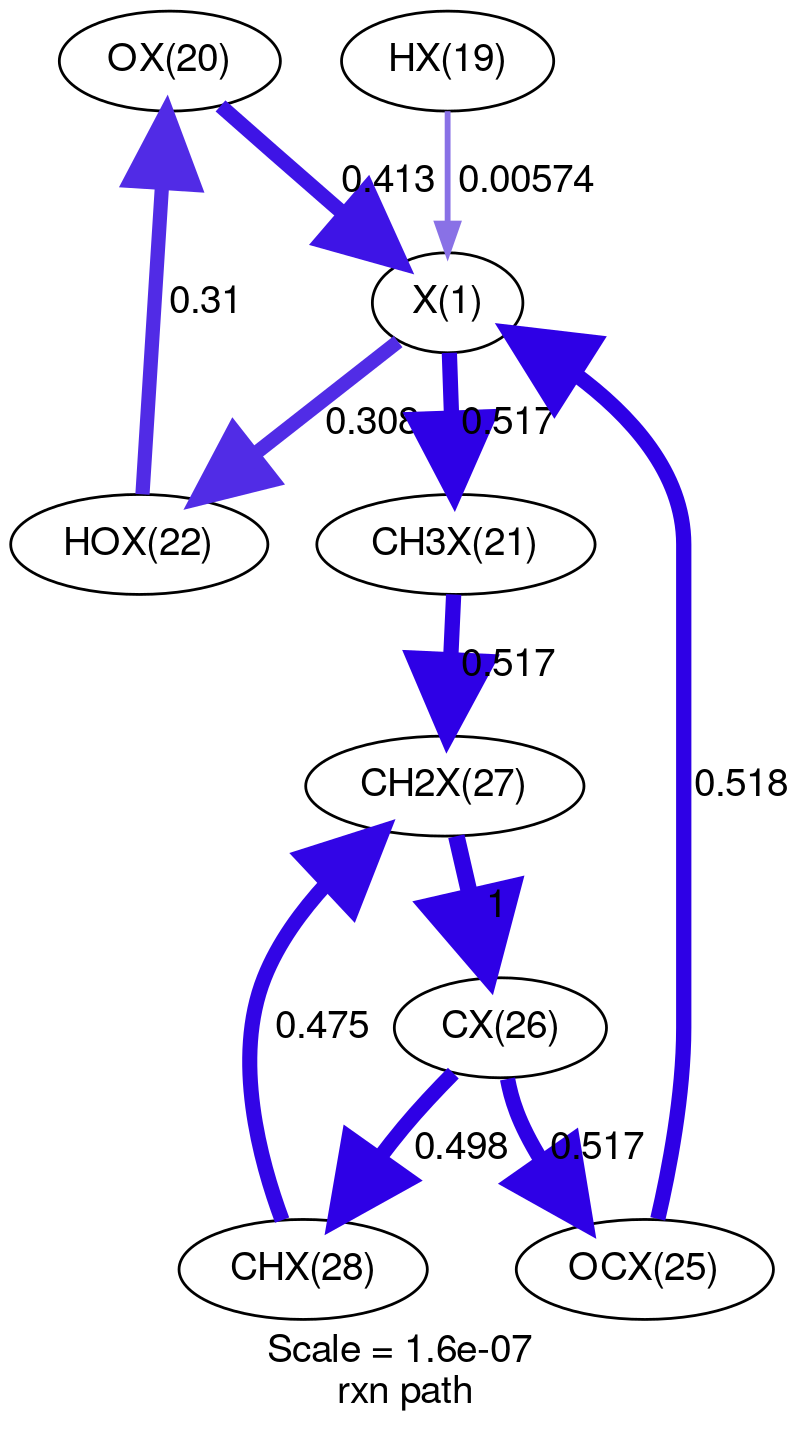 OX(20)
HX(19)
0.413
0.00574
X(1)
0.31
0.308
0.517
HOX(22)
CH3X(21)
0.517
CH2X(27)
0.518
1
0.475
CX(26)
0.498
0.517
CHX(28)
OCX(25)
Scale = 1.6e-07
rxn path